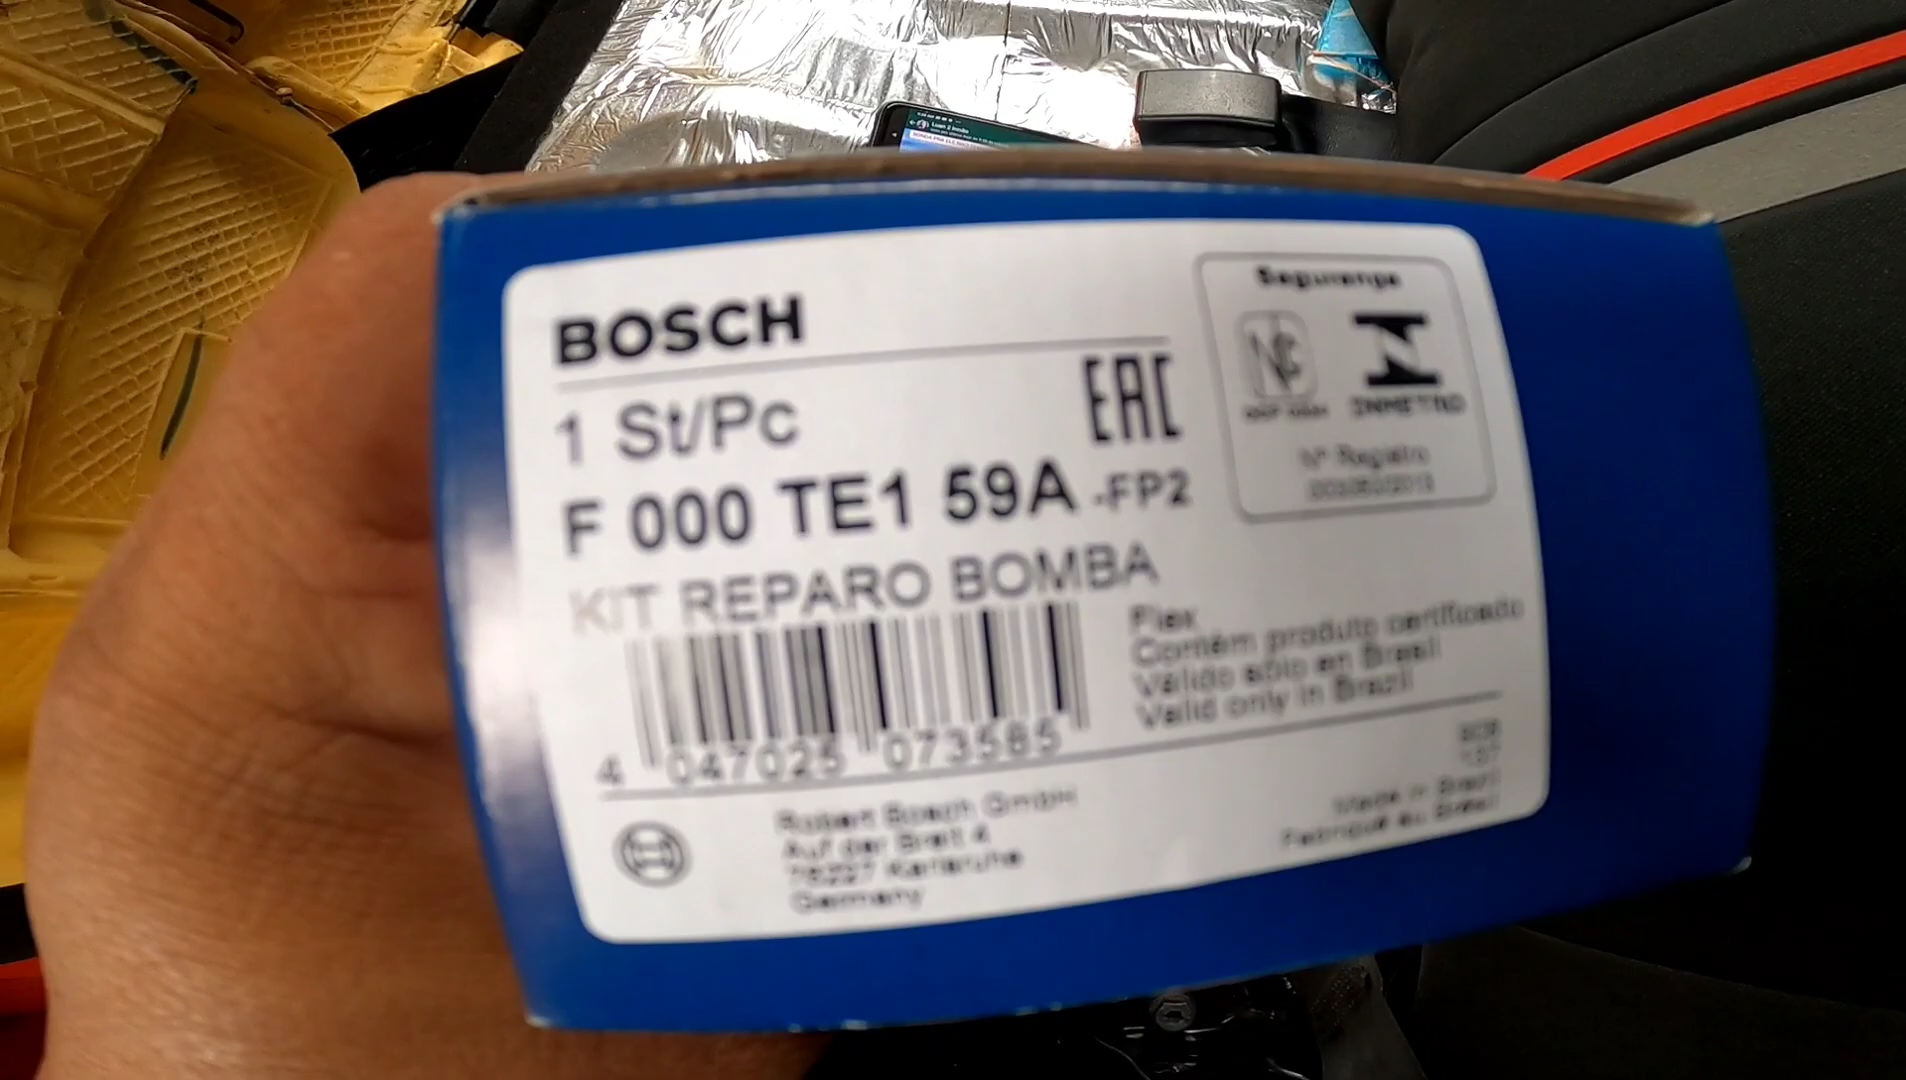 BOSCH
1 St/Pc
EAC
F 000 TE1 59A -FP2
KIT REPARO BOMBA
Segurança
INMETRO
Nº Registro
Flex
Contém produto certificado
Válido sólo en Brasil
Valid only in Brazil
4 047025 073585
Robert Bosch GmbH
Auf der Breit 4
76227 Karlsruhe
Germany
Made in Brazil
Fabriqué au Brésil